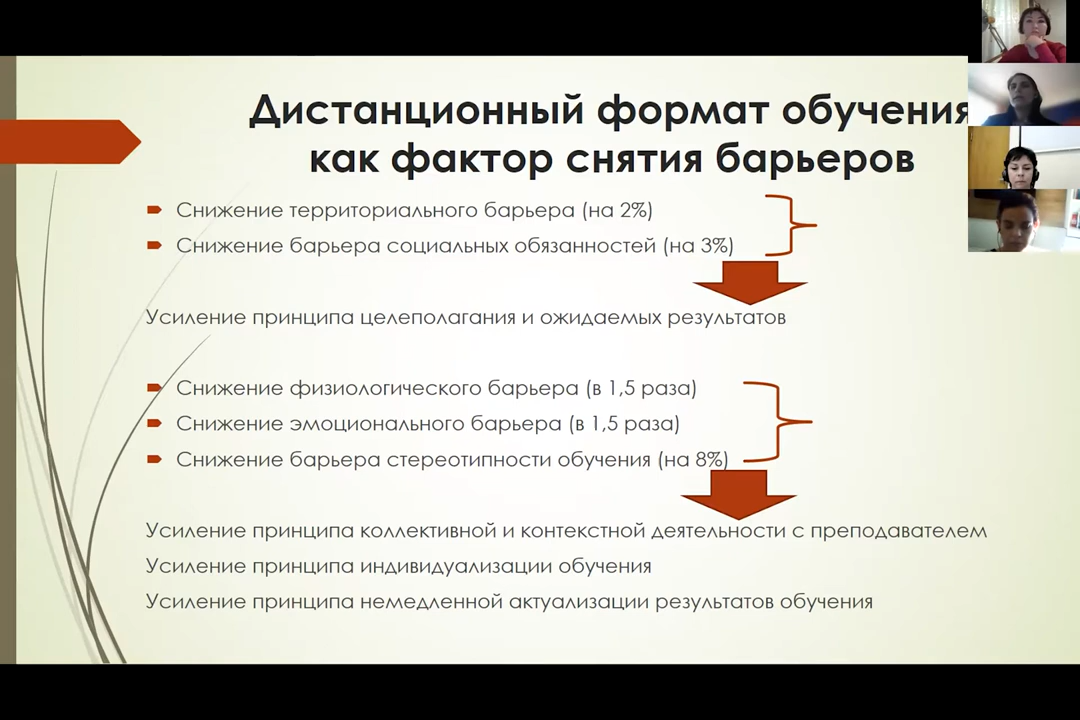 Дистанционный формат обучения
как фактор снятия барьеров
Снижение территориального барьера (на 2%)
Снижение барьера социальных обязанностей (на 3%)
Усиление принципа целеполагания и ожидаемых результатов
Снижение физиологического барьера (в 1,5 раза)
Снижение эмоционального барьера (в 1,5 раза)
Снижение барьера стереотипности обучения (на 8%)
Усиление принципа коллективной и контекстной деятельности с преподавателем
Усиление принципа индивидуализации обучения
Усиление принципа немедленной актуализации результатов обучения